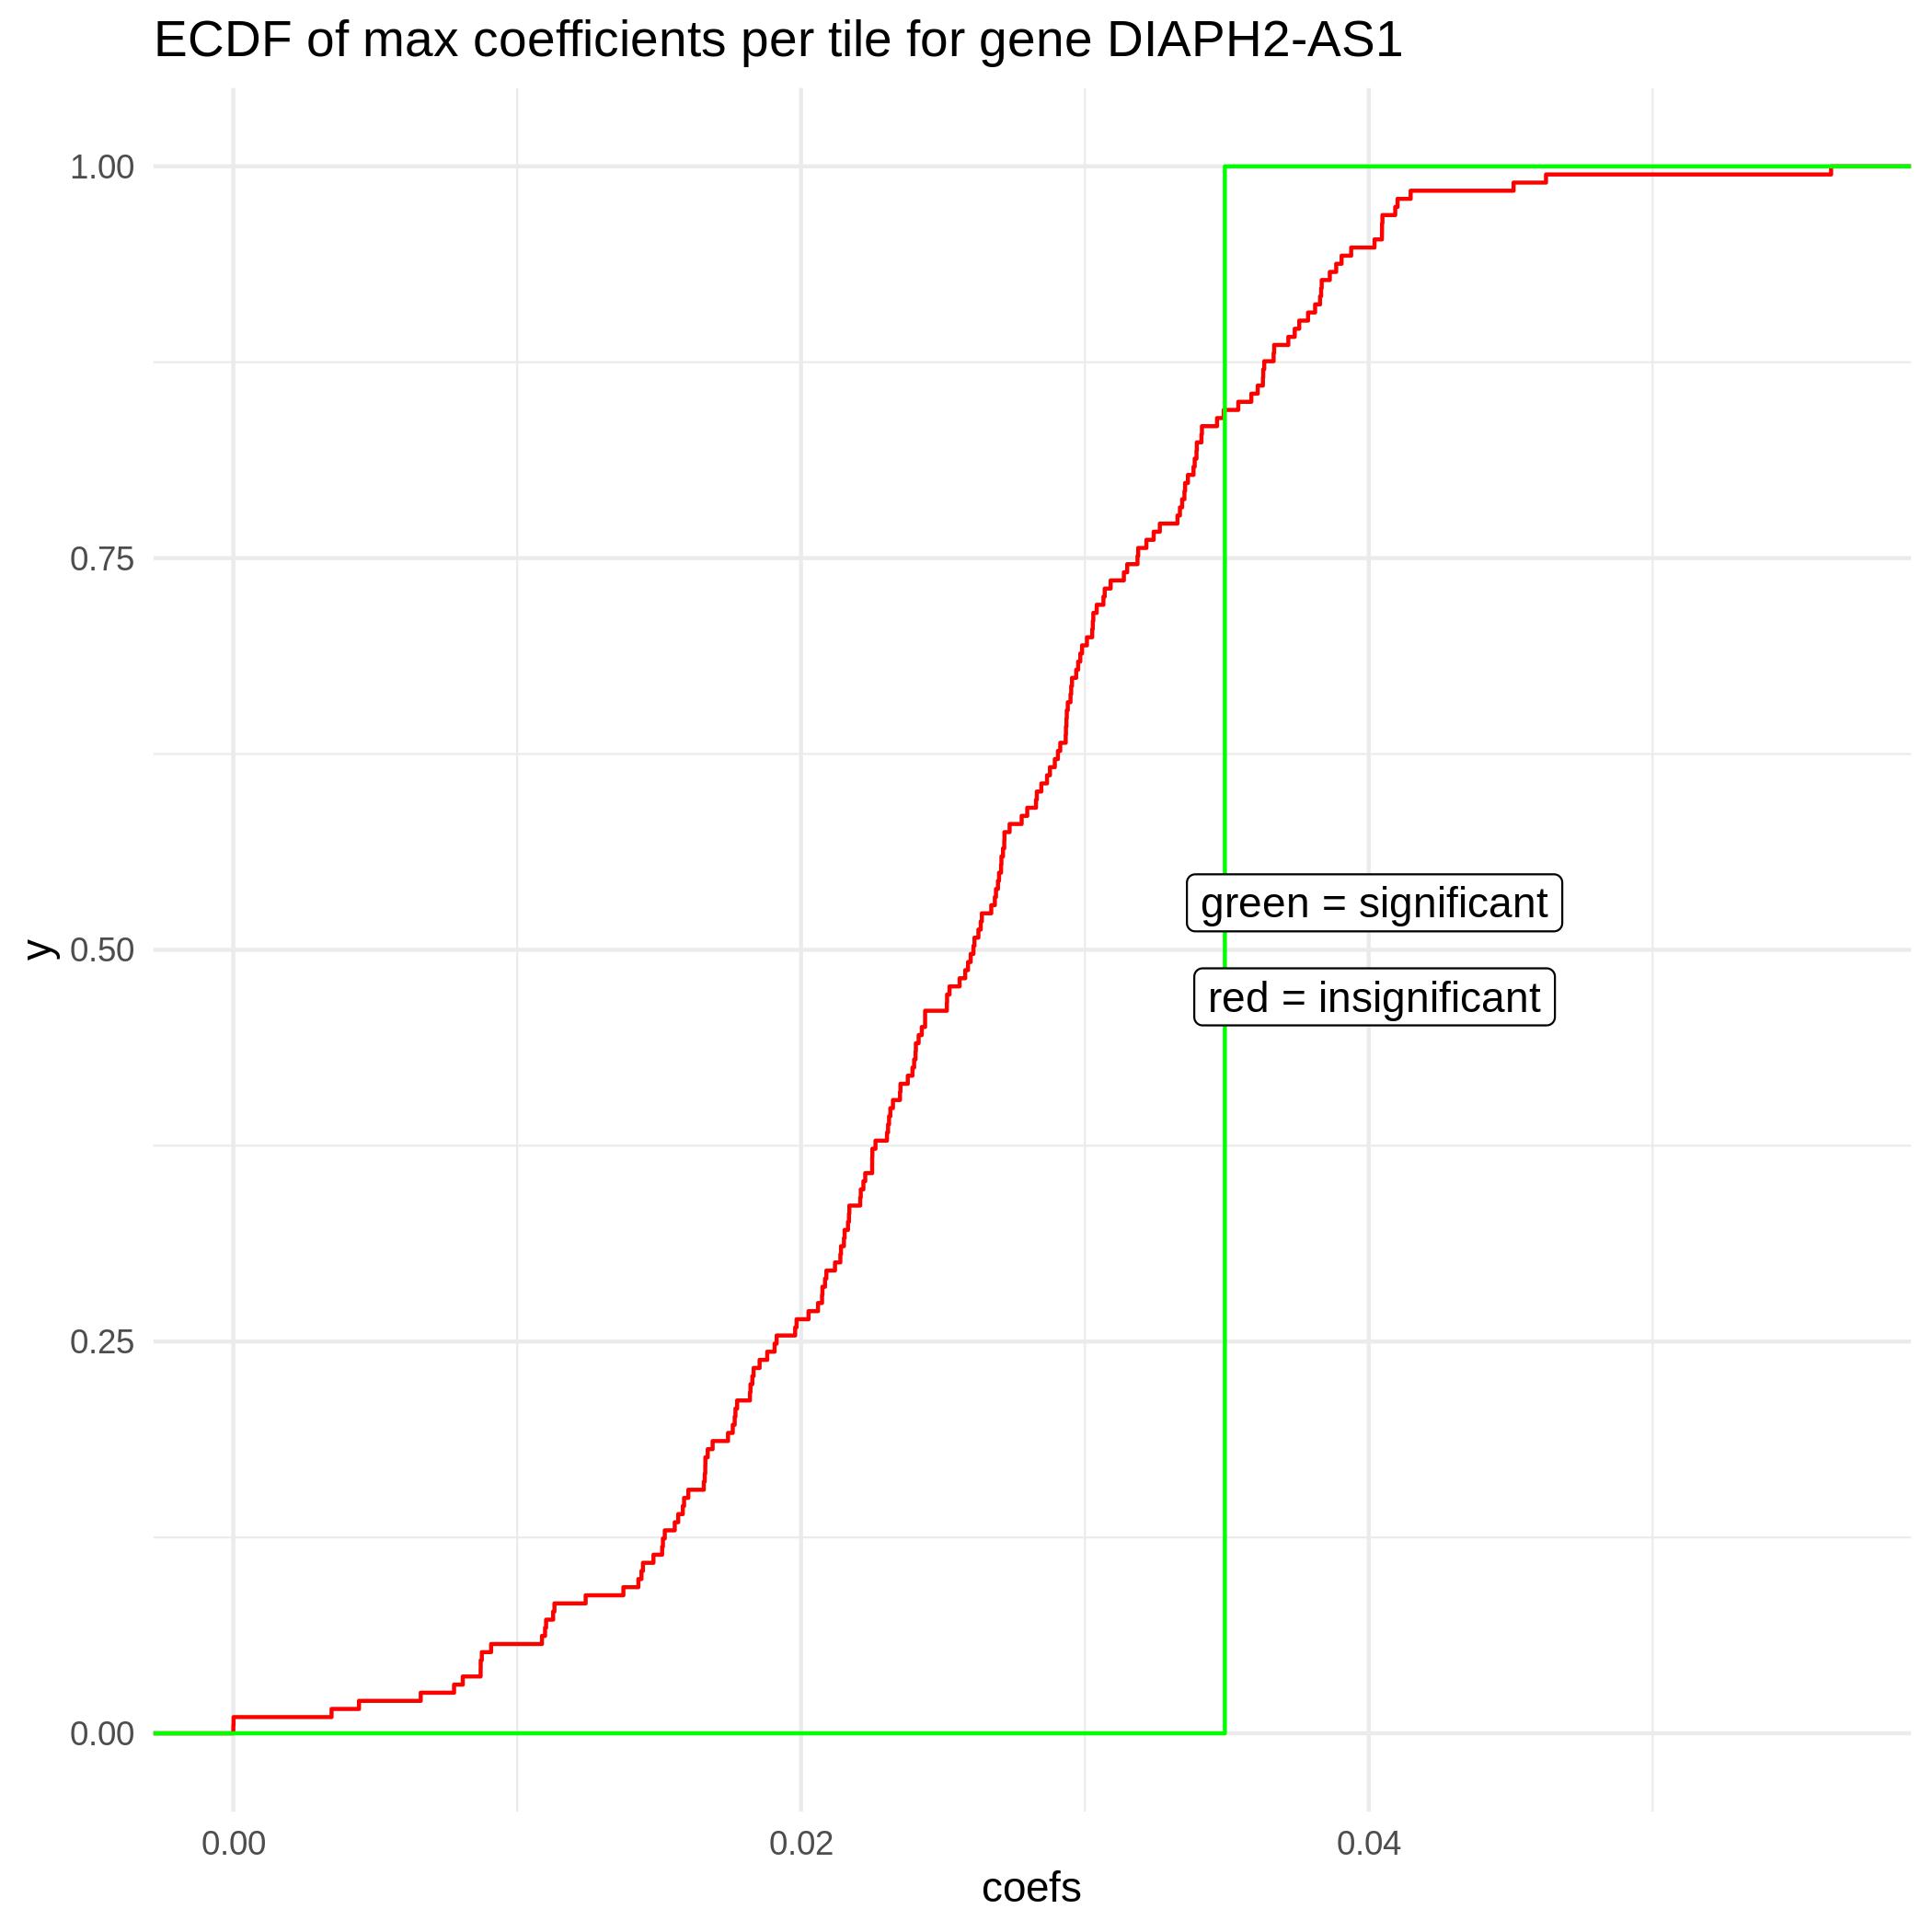 ECDF of max coefficients per tile for gene DIAPH2-AS1
1.00
0.75
0.50
0.25
0.00
y
green = significant
red = insignificant
0.00 0.02 0.04
coefs